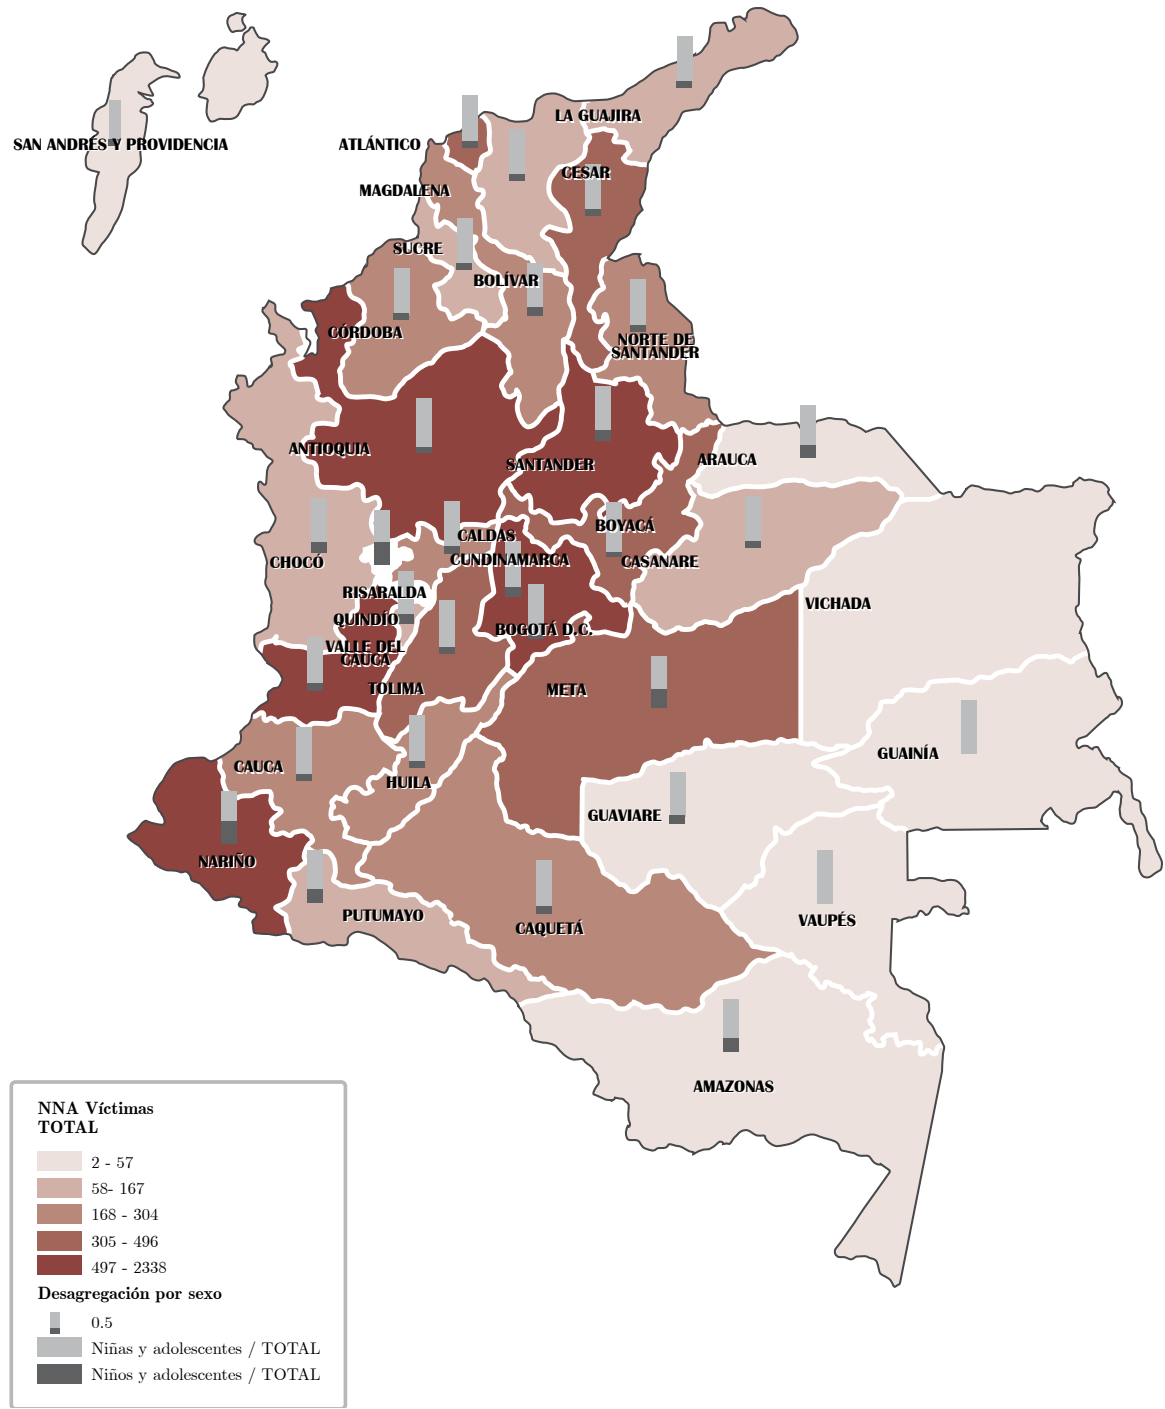 LA GUAJIRA
SAN ANDRÉS Y PROVIDENCIA
ATLÁNTICO
CESAR
MAGDALENA
SUCRE
BOLÍVAR
CÓRDOBA
NORTE DE
SANTANDER
ANTIOQUIA
SANTANDER
ARAUCA
BOYACÁ
CALDAS
CUNDINAMARCA
CHOCÓ
CASANARE
RISARALDA
VICHADA
QUINDÍO
BOGOTÁ D.C.
VALLE DEL
CAUCA
TOLIMA
META
GUAINÍA
CAUCA
HUILA
GUAVIARE
NARIÑO
PUTUMAYO
VAUPÉS
CAQUETÁ
AMAZONAS
NNA Víctimas
TOTAL
2 - 57
58- 167
168 - 304
305 - 496
497 - 2338
Desagregación por sexo
0.5
Niñas y adolescentes / TOTAL
Niños y adolescentes / TOTAL